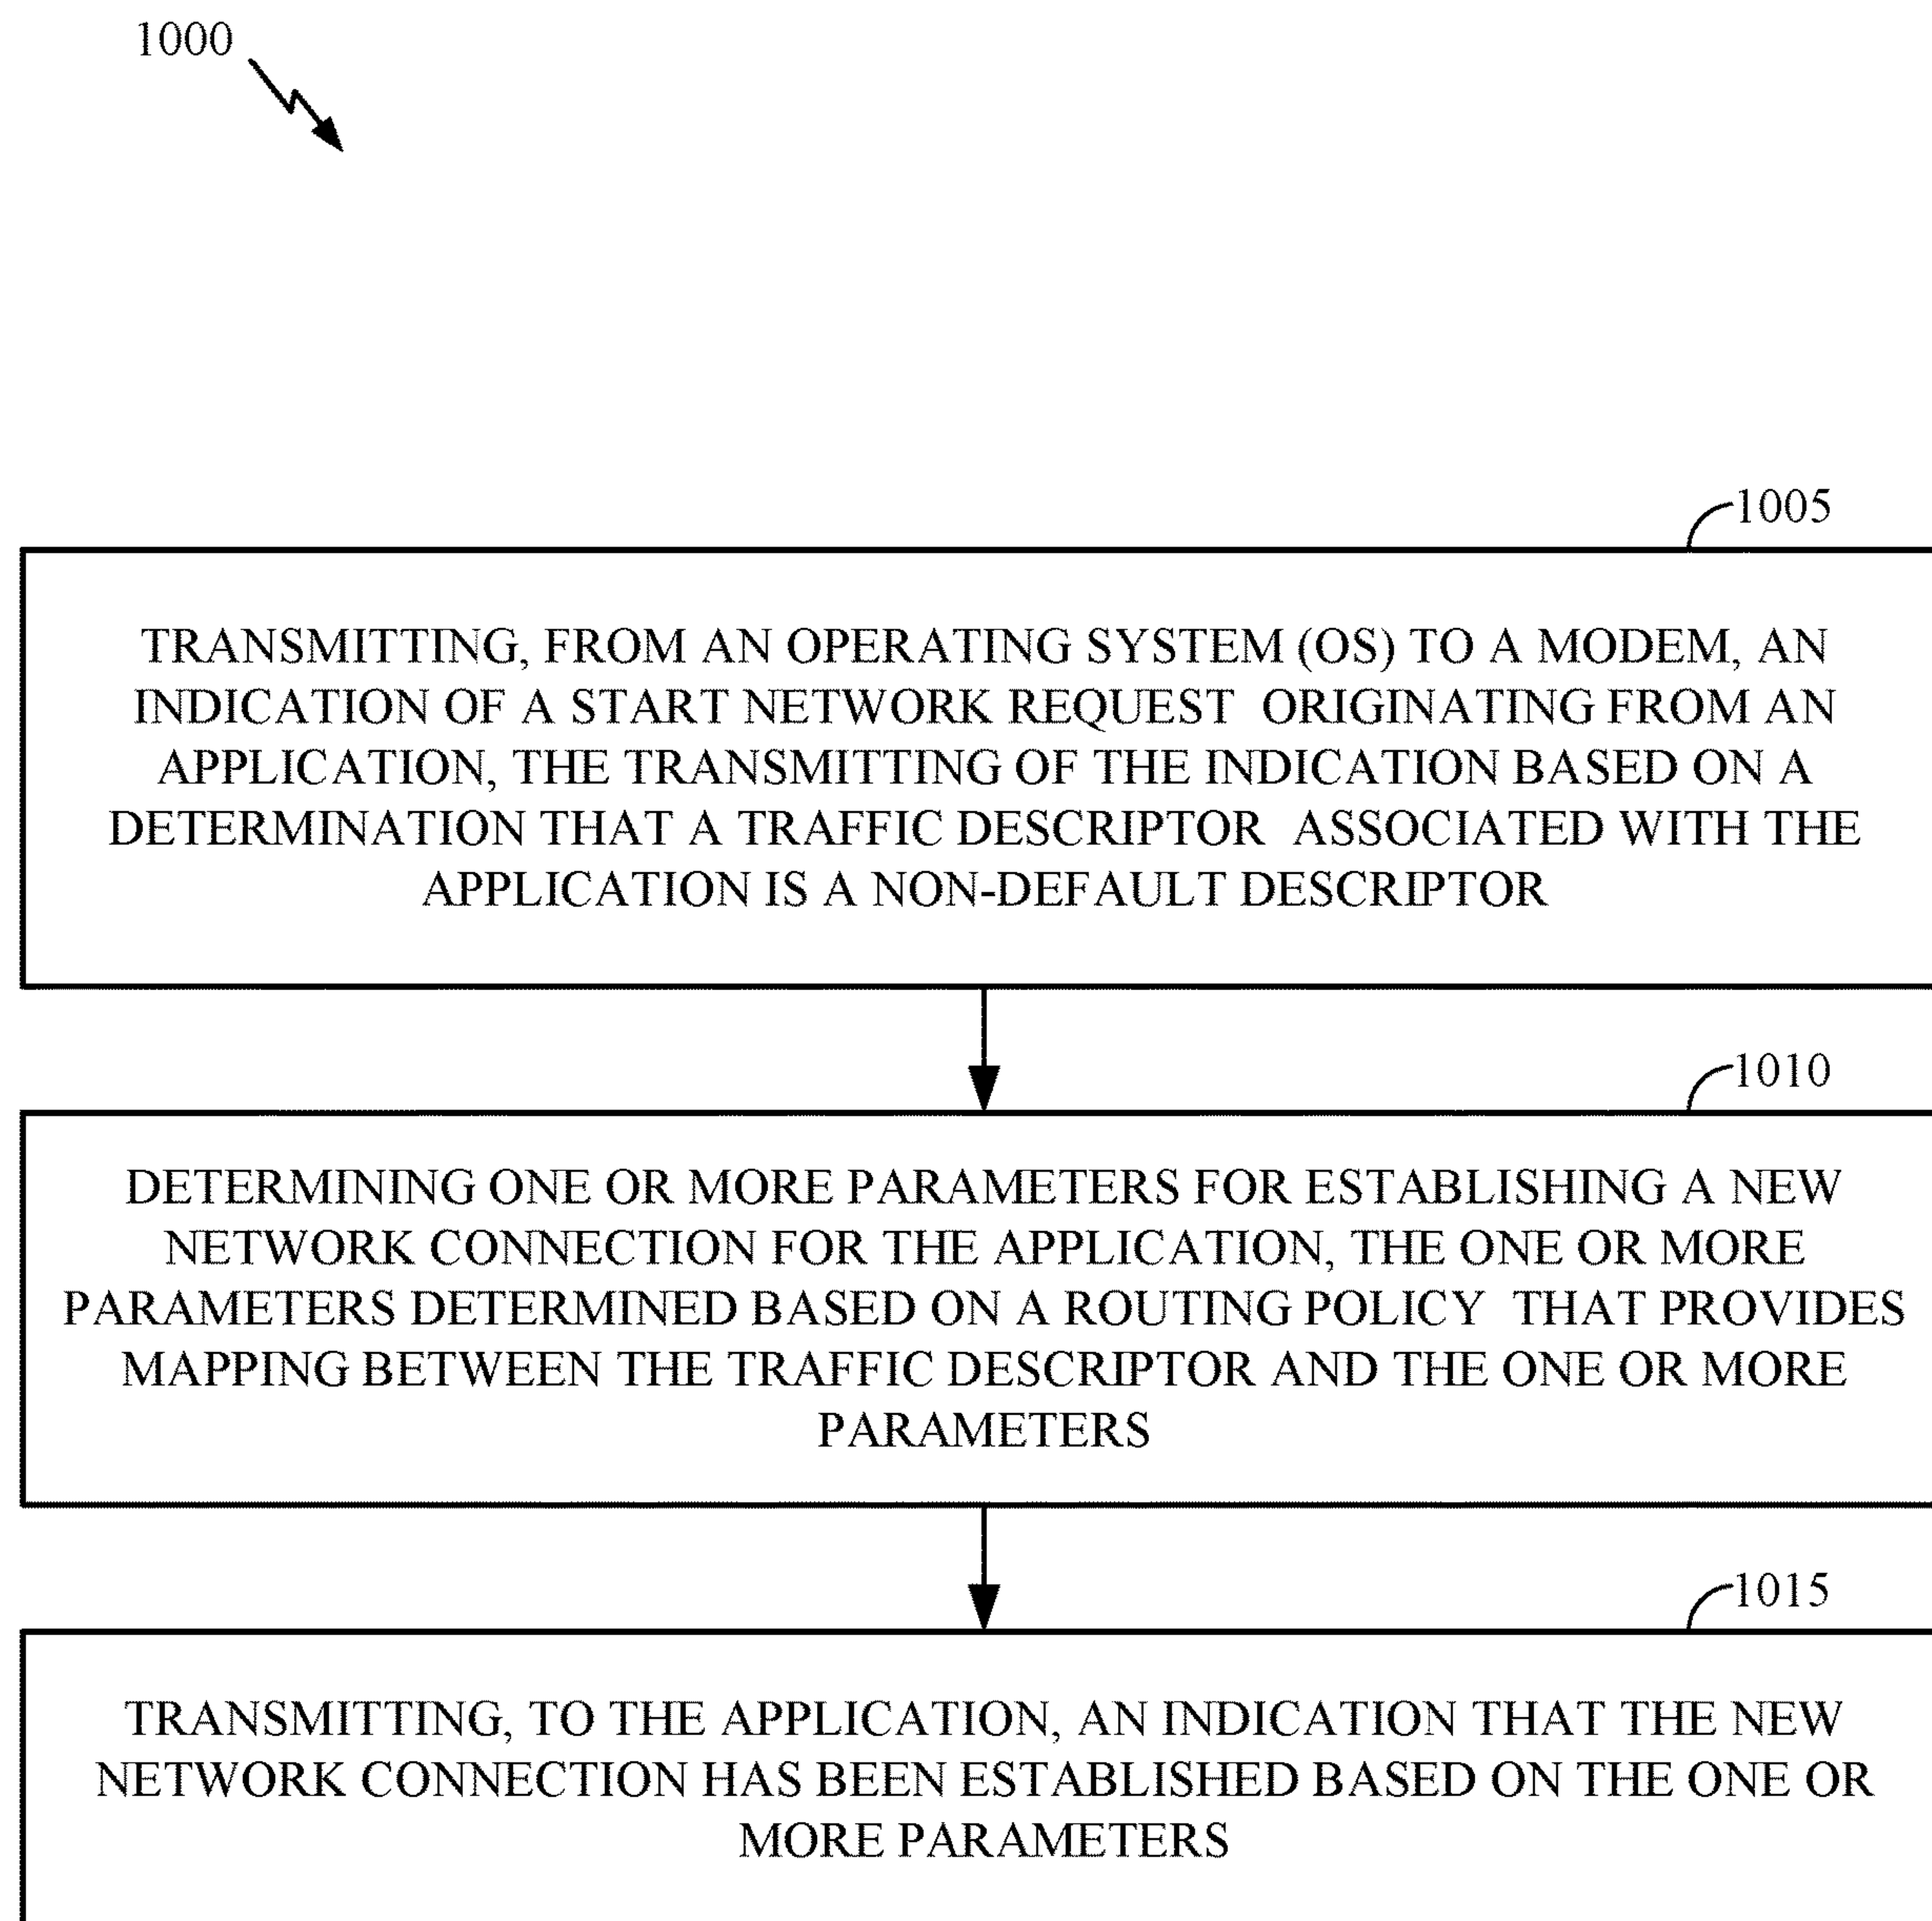 1000
1005
TRANSMITTING, FROM AN OPERATING SYSTEM (OS) TO A MODEM, AN
INDICATION OF A START NETWORK REQUEST ORIGINATING FROM AN
APPLICATION, THE TRANSMITTING OF THE INDICATION BASED ON A
DETERMINATION THAT A TRAFFIC DESCRIPTOR ASSOCIATED WITH THE
APPLICATION IS A NON-DEFAULT DESCRIPTOR
1010
DETERMINING ONE OR MORE PARAMETERS FOR ESTABLISHING A NEW
NETWORK CONNECTION FOR THE APPLICATION, THE ONE OR MORE
PARAMETERS DETERMINED BASED ON A ROUTING POLICY THAT PROVIDES
MAPPING BETWEEN THE TRAFFIC DESCRIPTOR AND THE ONE OR MORE
PARAMETERS
1015
TRANSMITTING, TO THE APPLICATION, AN INDICATION THAT THE NEW
NETWORK CONNECTION HAS BEEN ESTABLISHED BASED ON THE ONE OR
MORE PARAMETERS